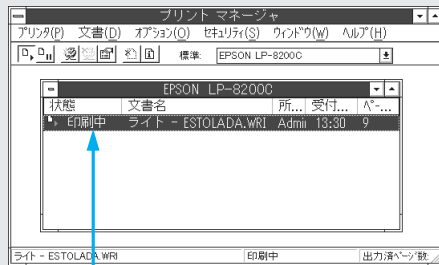 プリント マネージャ
プリンタ(P) 文書(D) オプション(O) セキュリティ(S) ウィンドウ(W) ヘルプ(H)
標準: EPSON LP-8200C
EPSON LP-8200C
状態 文書名 所... 受付... ページ...
印刷中 ライト - ESTOLADA.WRI Admii 13:30 9
ライト - ESTOLADA.WRI 印刷中 出力済ページ数: